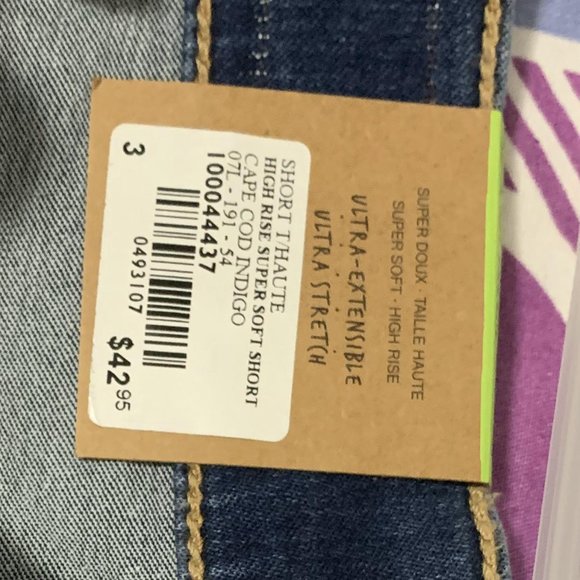 SUPER DOUX · TAILLE HAUTE
SUPER SOFT · HIGH RISE
ULTRA-EXTENSIBLE
ULTRA STRETCH
SHORT T/HAUTE
HIGH RISE SUPER SOFT SHORT
CAPE COD INDIGO
07L - 191 - S4
100044437
0493107
3 $42.95